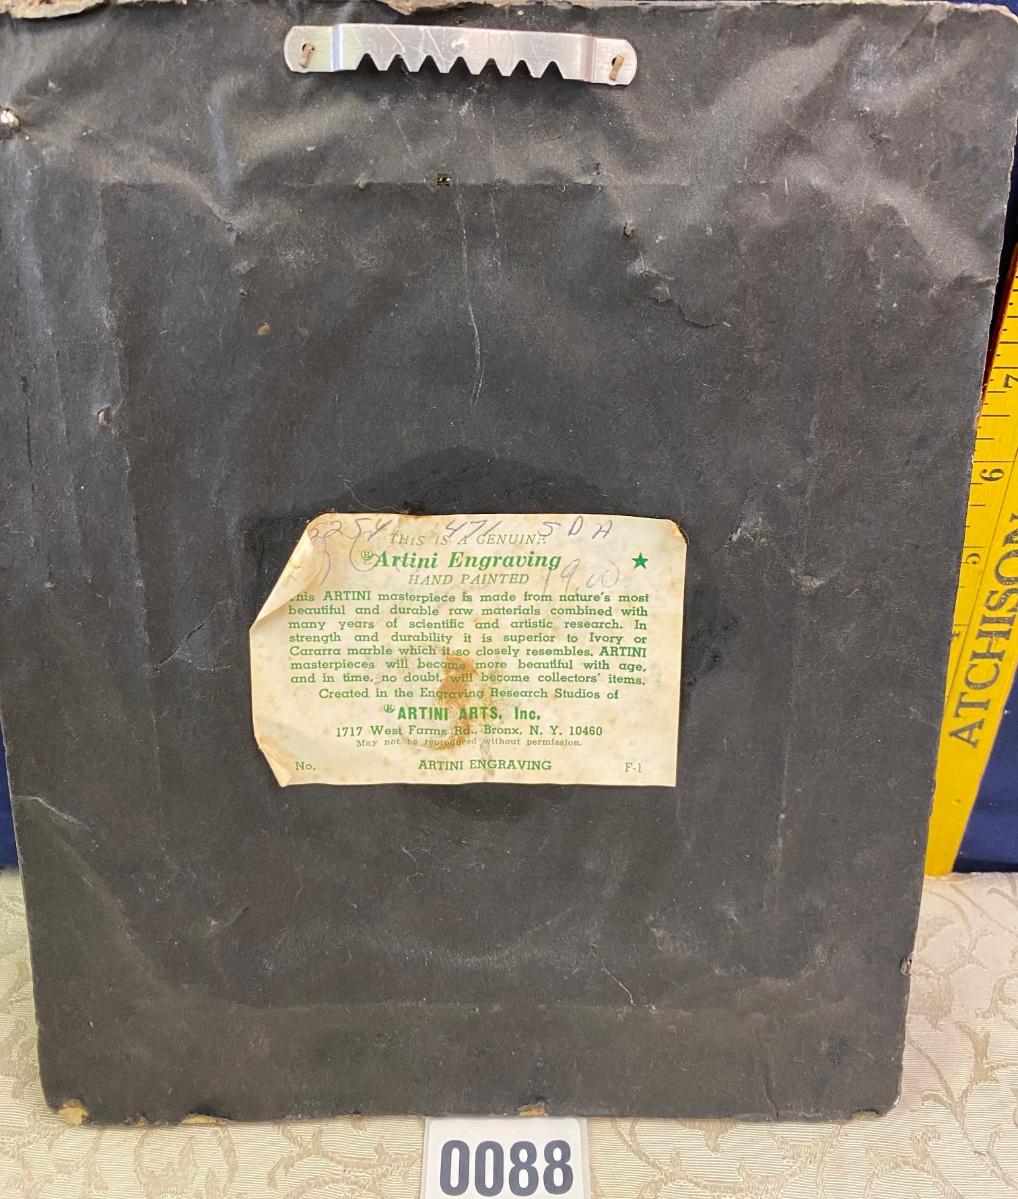 471 S D A
THIS IS A GENUINE
® Artini Engraving ★
HAND PAINTED
19.00
This ARTINI masterpiece is made from nature's most
beautiful and durable raw materials combined with
many years of scientific and artistic research. In
strength and durability it is superior to Ivory or
Cararra marble which it so closely resembles. ARTINI
masterpieces will become more beautiful with age,
and in time, no doubt, will become collectors' items.
Created in the Engraving Research Studios of
® ARTINI ARTS, Inc.
1717 West Farms Rd., Bronx, N. Y. 10460
May not be reproduced without permission.
No. ARTINI ENGRAVING F-1
7
6
5
ATCHISON
0088